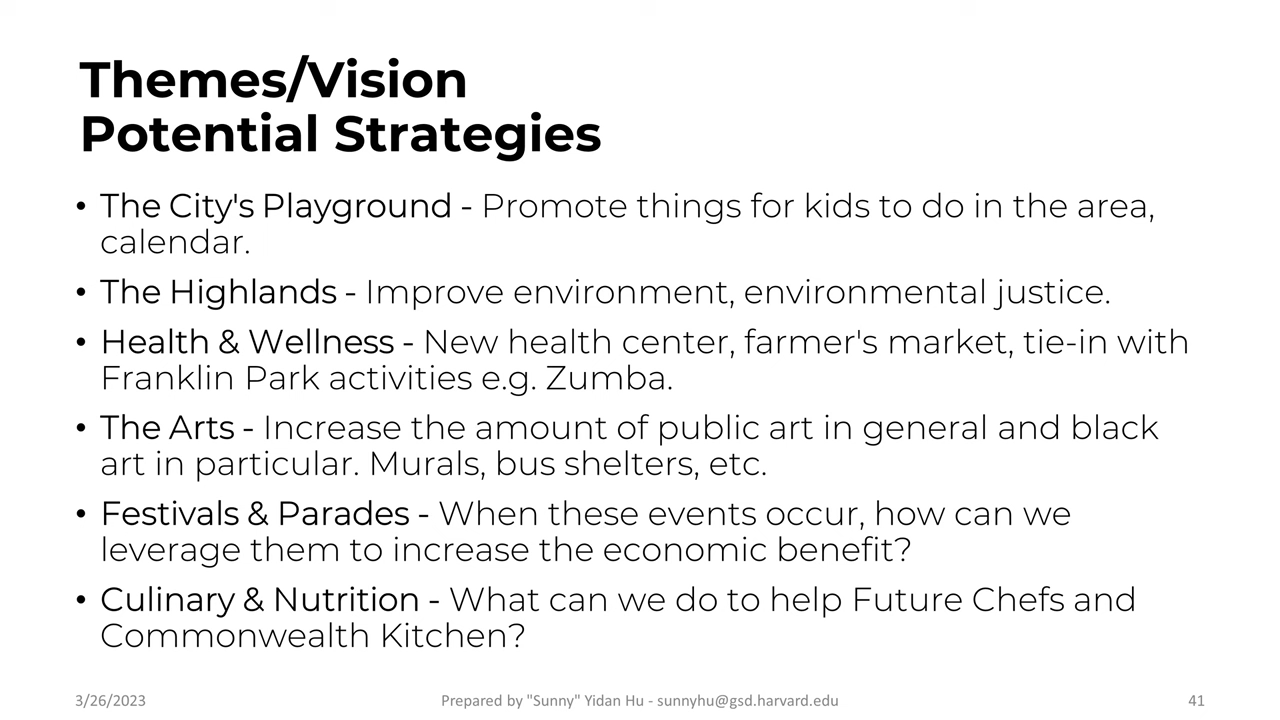 Themes/Vision
Potential Strategies
• The City's Playground - Promote things for kids to do in the area,
calendar.
• The Highlands - Improve environment, environmental justice.
• Health & Wellness - New health center, farmer's market, tie-in with
Franklin Park activities e.g. Zumba.
• The Arts - Increase the amount of public art in general and black
art in particular. Murals, bus shelters, etc.
• Festivals & Parades - When these events occur, how can we
leverage them to increase the economic benefit?
• Culinary & Nutrition - What can we do to help Future Chefs and
Commonwealth Kitchen?
3/26/2023 Prepared by "Sunny" Yidan Hu - sunnyhu@gsd.harvard.edu 41